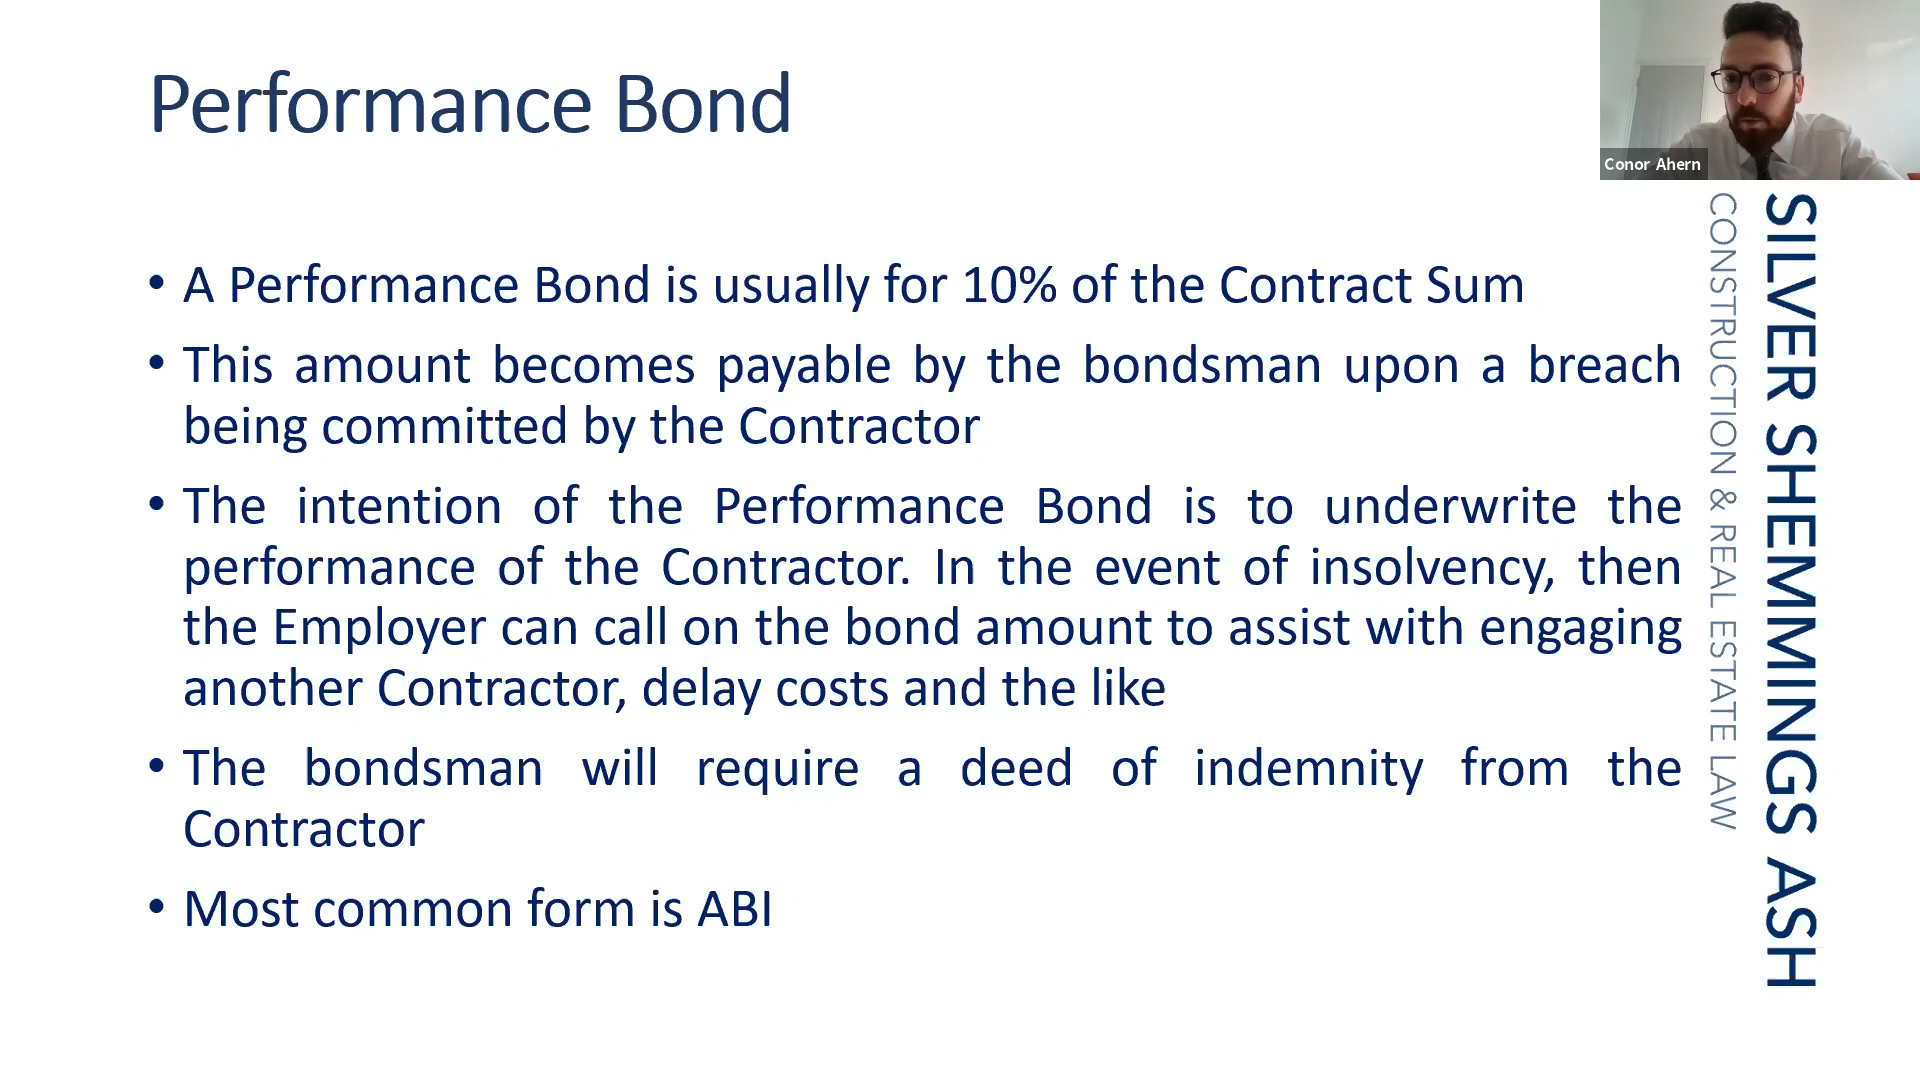 Performance Bond
Conor Ahern
• A Performance Bond is usually for 10% of the Contract Sum
• This amount becomes payable by the bondsman upon a breach
being committed by the Contractor
• The intention of the Performance Bond is to underwrite the
performance of the Contractor. In the event of insolvency, then
the Employer can call on the bond amount to assist with engaging
another Contractor, delay costs and the like
• The bondsman will require a deed of indemnity from the
Contractor
• Most common form is ABI
SILVER SHEMMINGS ASH
CONSTRUCTION & REAL ESTATE LAW